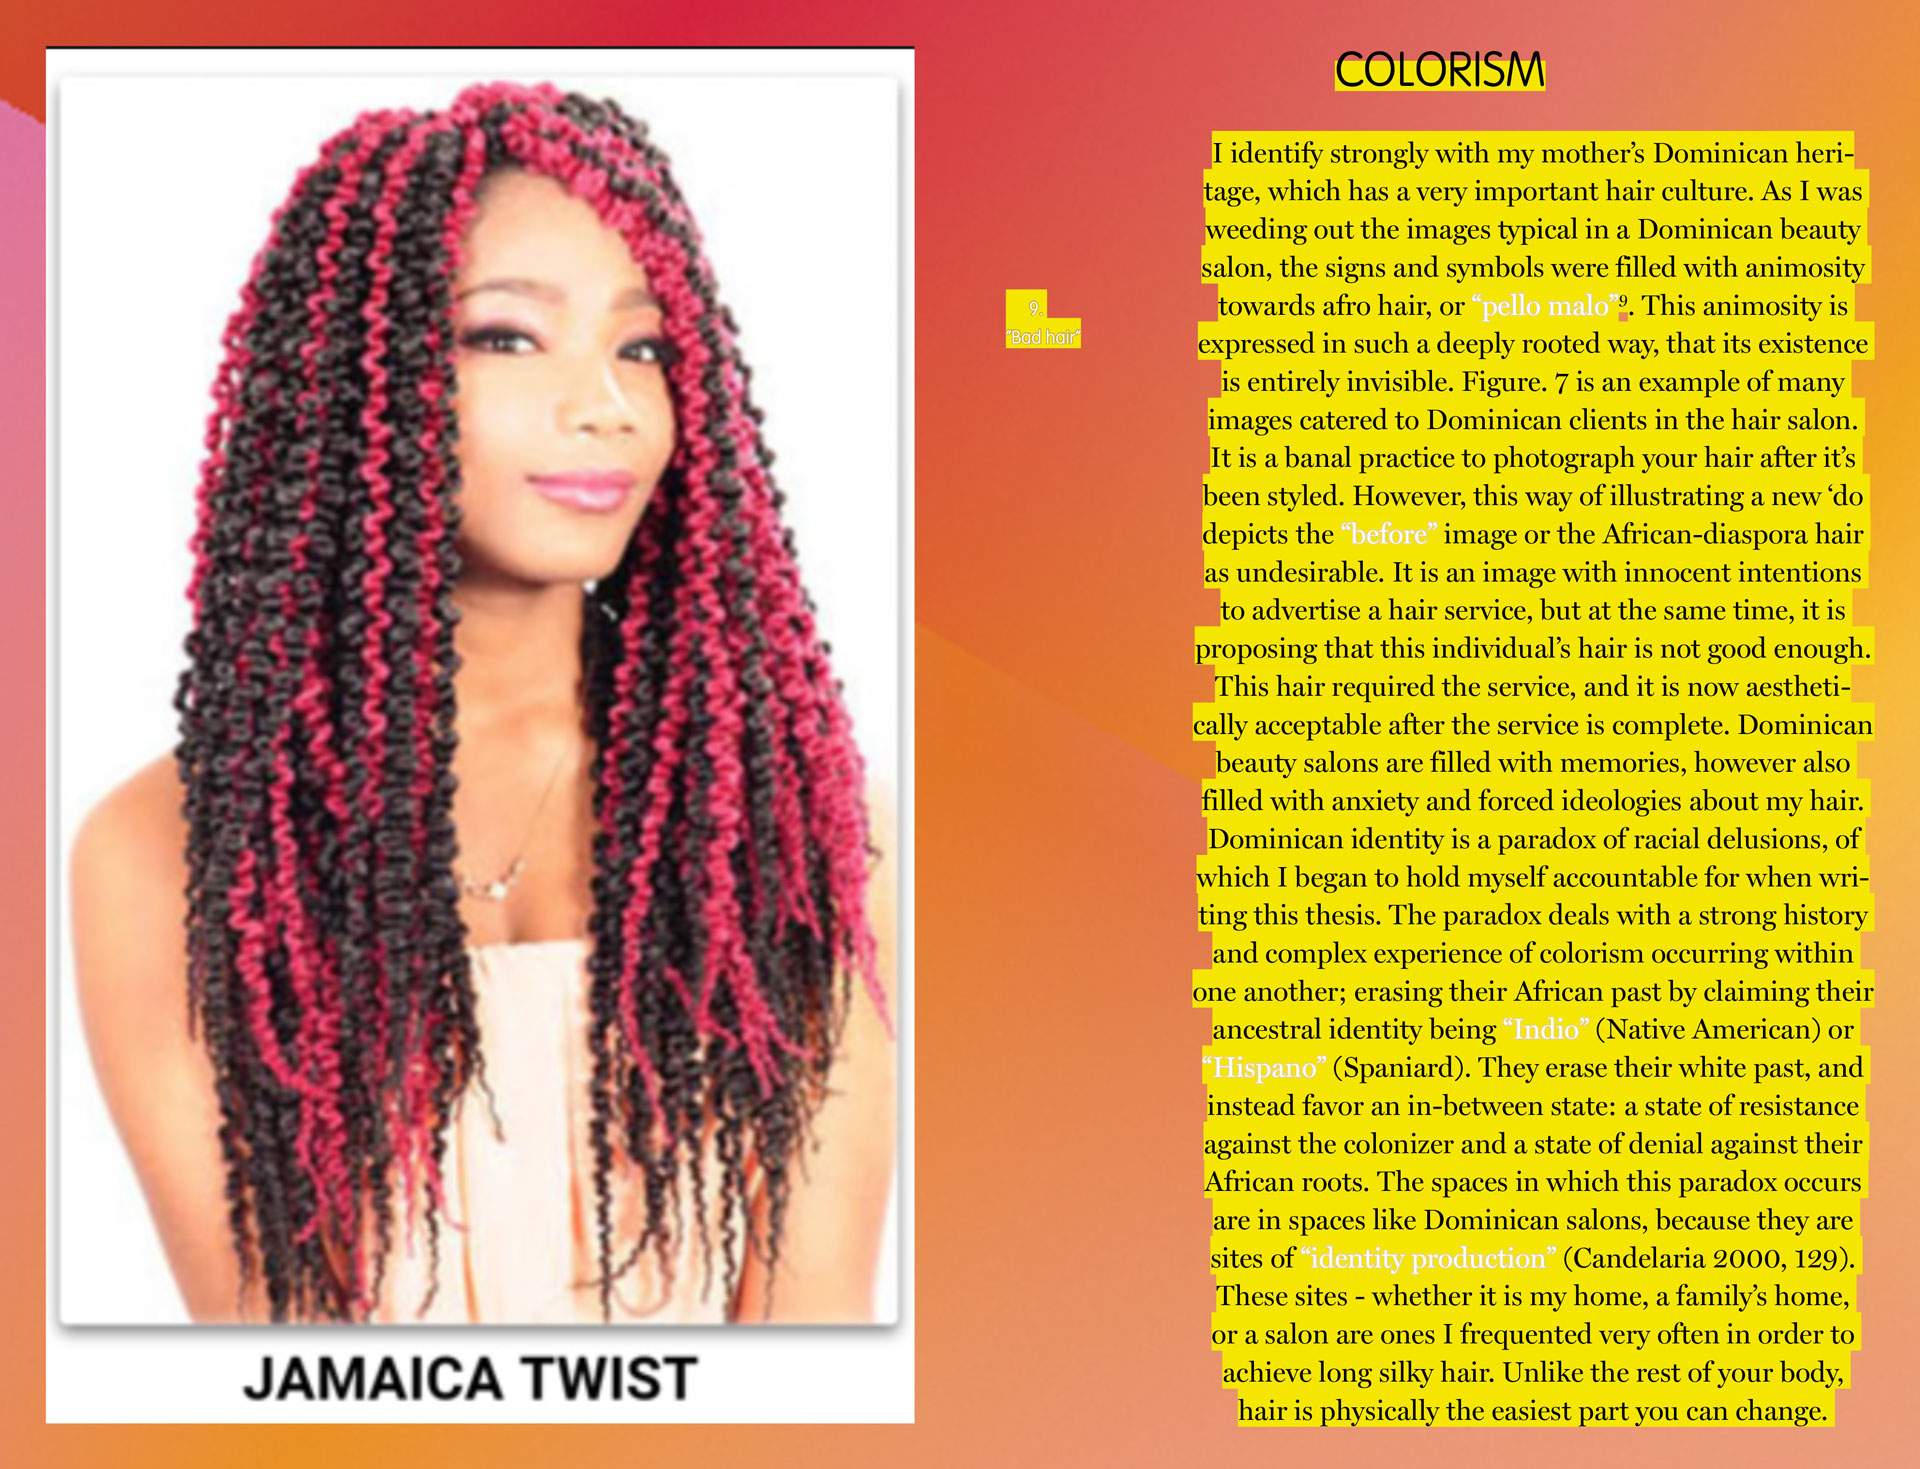 JAMAICA TWIST
COLORISM
I identify strongly with my mother’s Dominican heri-
tage, which has a very important hair culture. As I was
weeding out the images typical in a Dominican beauty
salon, the signs and symbols were filled with animosity
towards afro hair, or “pello malo”9. This animosity is
expressed in such a deeply rooted way, that its existence
is entirely invisible. Figure. 7 is an example of many
images catered to Dominican clients in the hair salon.
It is a banal practice to photograph your hair after it’s
been styled. However, this way of illustrating a new ‘do
depicts the “before” image or the African-diaspora hair
as undesirable. It is an image with innocent intentions
to advertise a hair service, but at the same time, it is
proposing that this individual’s hair is not good enough.
This hair required the service, and it is now aestheti-
cally acceptable after the service is complete. Dominican
beauty salons are filled with memories, however also
filled with anxiety and forced ideologies about my hair.
Dominican identity is a paradox of racial delusions, of
which I began to hold myself accountable for when wri-
ting this thesis. The paradox deals with a strong history
and complex experience of colorism occurring within
one another; erasing their African past by claiming their
ancestral identity being “Indio” (Native American) or
“Hispano” (Spaniard). They erase their white past, and
instead favor an in-between state: a state of resistance
against the colonizer and a state of denial against their
African roots. The spaces in which this paradox occurs
are in spaces like Dominican salons, because they are
sites of “identity production” (Candelaria 2000, 129).
These sites - whether it is my home, a family’s home,
or a salon are ones I frequented very often in order to
achieve long silky hair. Unlike the rest of your body,
hair is physically the easiest part you can change.
9.
“Bad hair”